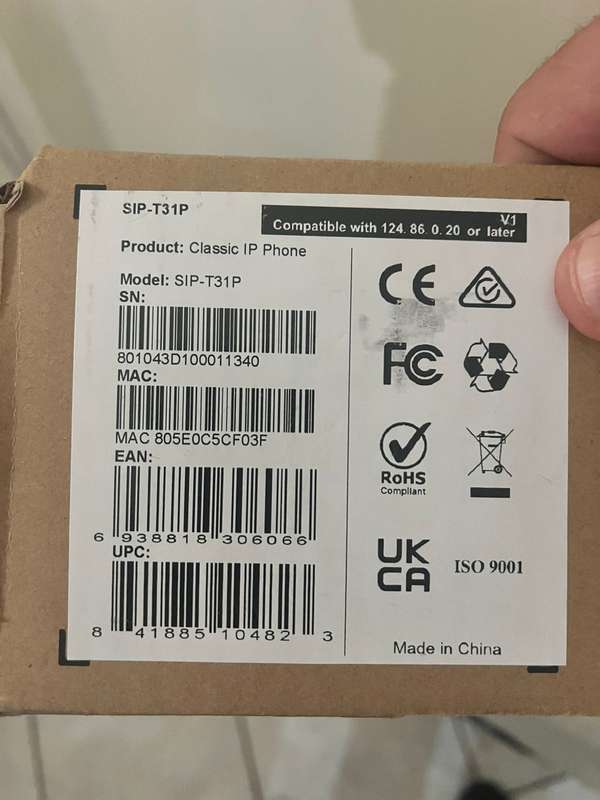 SIP-T31P
V1
Compatible with 124. 86. 0. 20 or later
Product: Classic IP Phone
Model: SIP-T31P
SN:
801043D100011340
MAC:
MAC 805E0C5CF03F
EAN:
6 938818 306066
UPC:
8 41885 10482 3
CE
FC
RoHS
Compliant
UK
CA
ISO 9001
Made in China